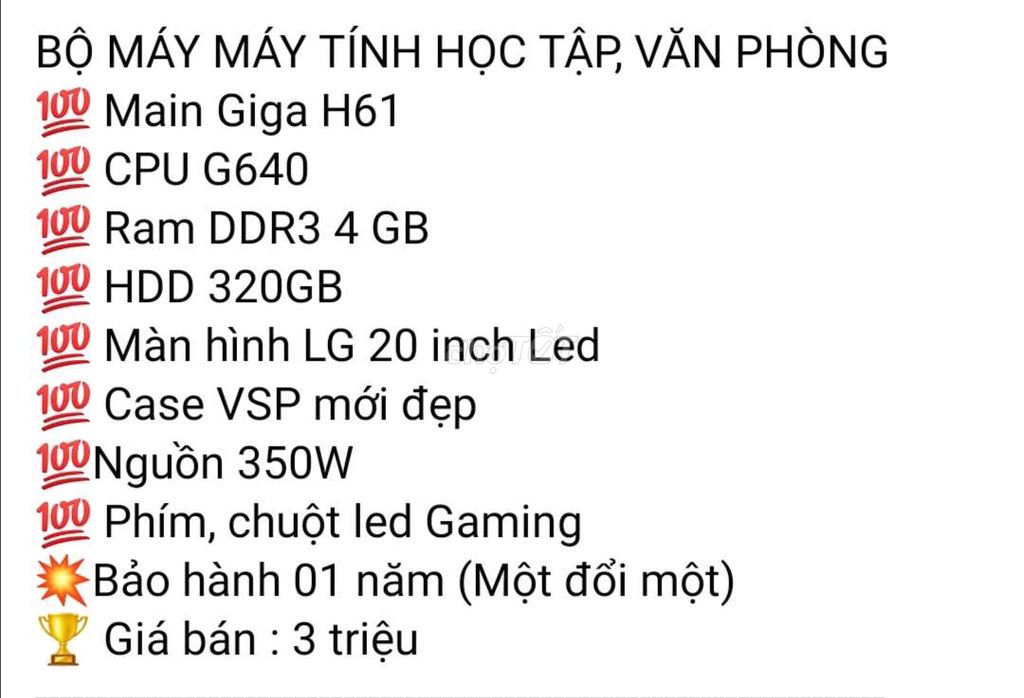 BỘ MÁY MÁY TÍNH HỌC TẬP, VĂN PHÒNG
💯 Main Giga H61
💯 CPU G640
💯 Ram DDR3 4 GB
💯 HDD 320GB
💯 Màn hình LG 20 inch Led
💯 Case VSP mới đẹp
💯Nguồn 350W
💯 Phím, chuột led Gaming
💥Bảo hành 01 năm (Một đổi một)
🏆 Giá bán : 3 triệu